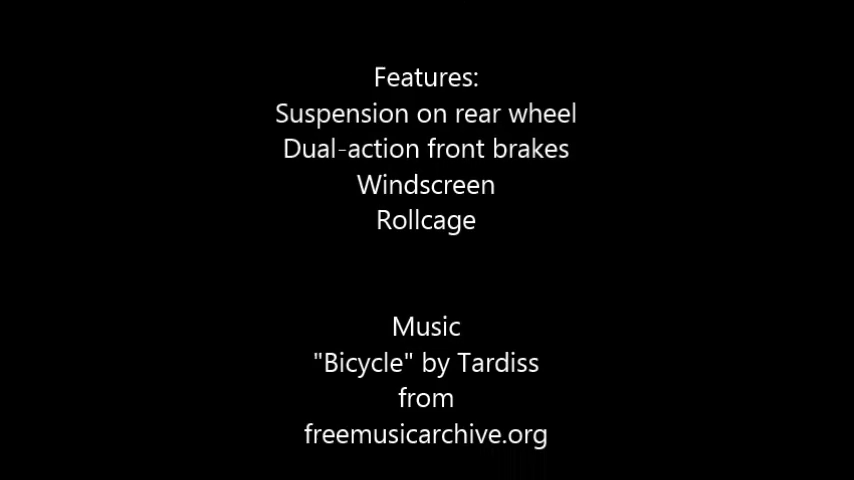 Features:
Suspension on rear wheel
Dual-action front brakes
Windscreen
Rollcage
Music
"Bicycle" by Tardiss
from
freemusicarchive.org